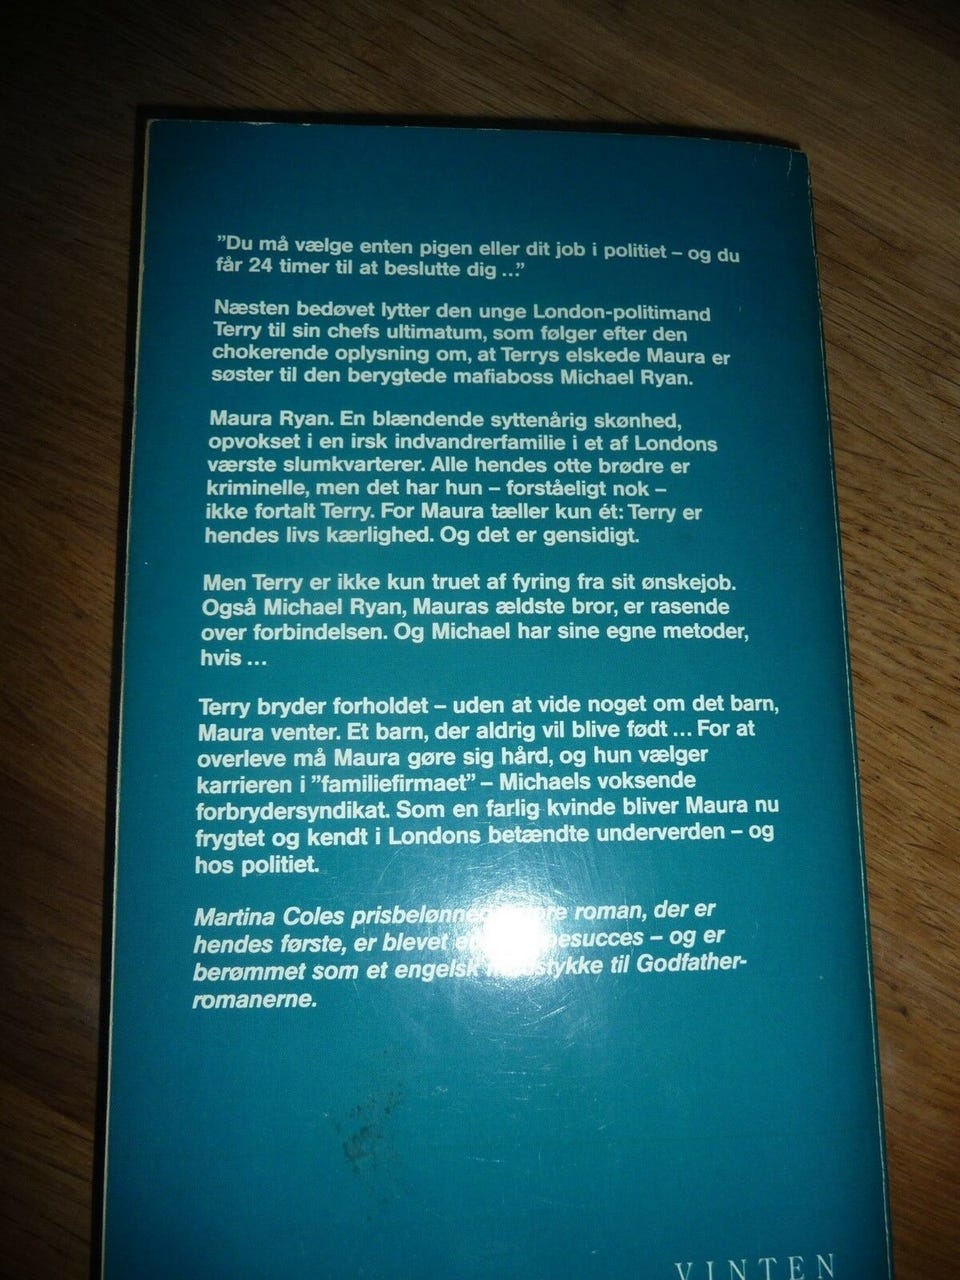 ”Du må vælge enten pigen eller dit job i politiet – og du
får 24 timer til at beslutte dig ...”
Næsten bedøvet lytter den unge London-politimand
Terry til sin chefs ultimatum, som følger efter den
chokerende oplysning om, at Terrys elskede Maura er
søster til den berygtede mafiaboss Michael Ryan.
Maura Ryan. En blændende syttenårig skønhed,
opvokset i en irsk indvandrerfamilie i et af Londons
værste slumkvarterer. Alle hendes otte brødre er
kriminelle, men det har hun – forståeligt nok –
ikke fortalt Terry. For Maura tæller kun ét: Terry er
hendes livs kærlighed. Og det er gensidigt.
Men Terry er ikke kun truet af fyring fra sit ønskejob.
Også Michael Ryan, Mauras ældste bror, er rasende
over forbindelsen. Og Michael har sine egne metoder,
hvis ...
Terry bryder forholdet – uden at vide noget om det barn,
Maura venter. Et barn, der aldrig vil blive født ... For at
overleve må Maura gøre sig hård, og hun vælger
karrieren i ”familiefirmaet” – Michaels voksende
forbrydersyndikat. Som en farlig kvinde bliver Maura nu
frygtet og kendt i Londons betændte underverden – og
hos politiet.
Martina Coles roman, der er
hendes første, er blevet – og er
berømmet som et engelsk til Godfather-
romanerne.
VINTEN